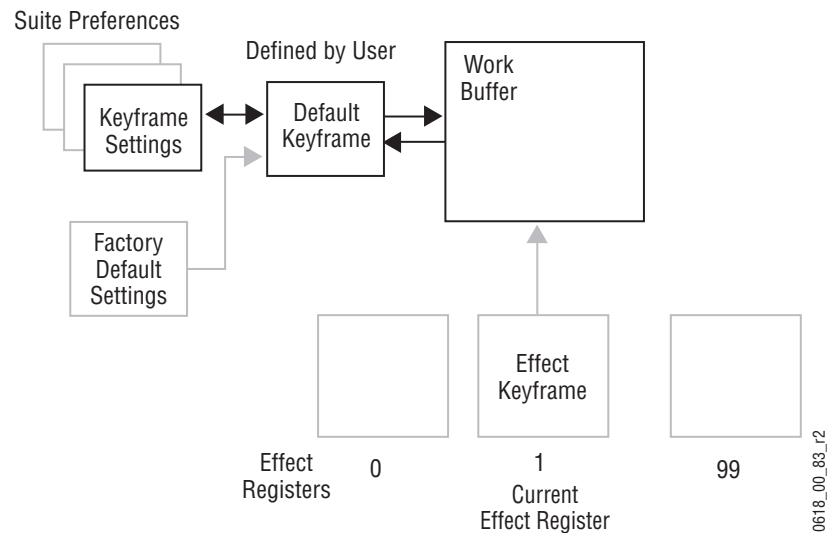 Suite Preferences
Defined by User
Keyframe
Settings
Default
Keyframe
Work
Buffer
Factory
Default
Settings
Effect
Keyframe
Effect
Registers
0
1
99
Current
Effect Register
0618_00_83_r2